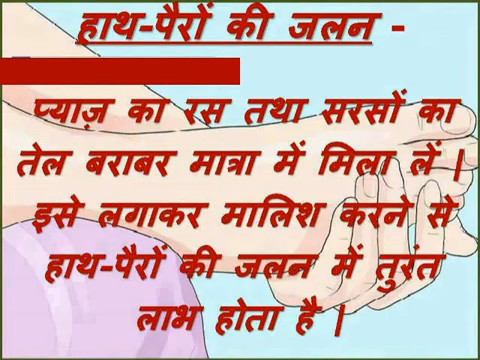 हाथ-पैरों की जलन -
प्याज़ का रस तथा सरसों का
तेल बराबर मात्रा में मिला लें |
इसे लगाकर मालिश करने से
हाथ-पैरों की जलन में तुरंत
लाभ होता है |